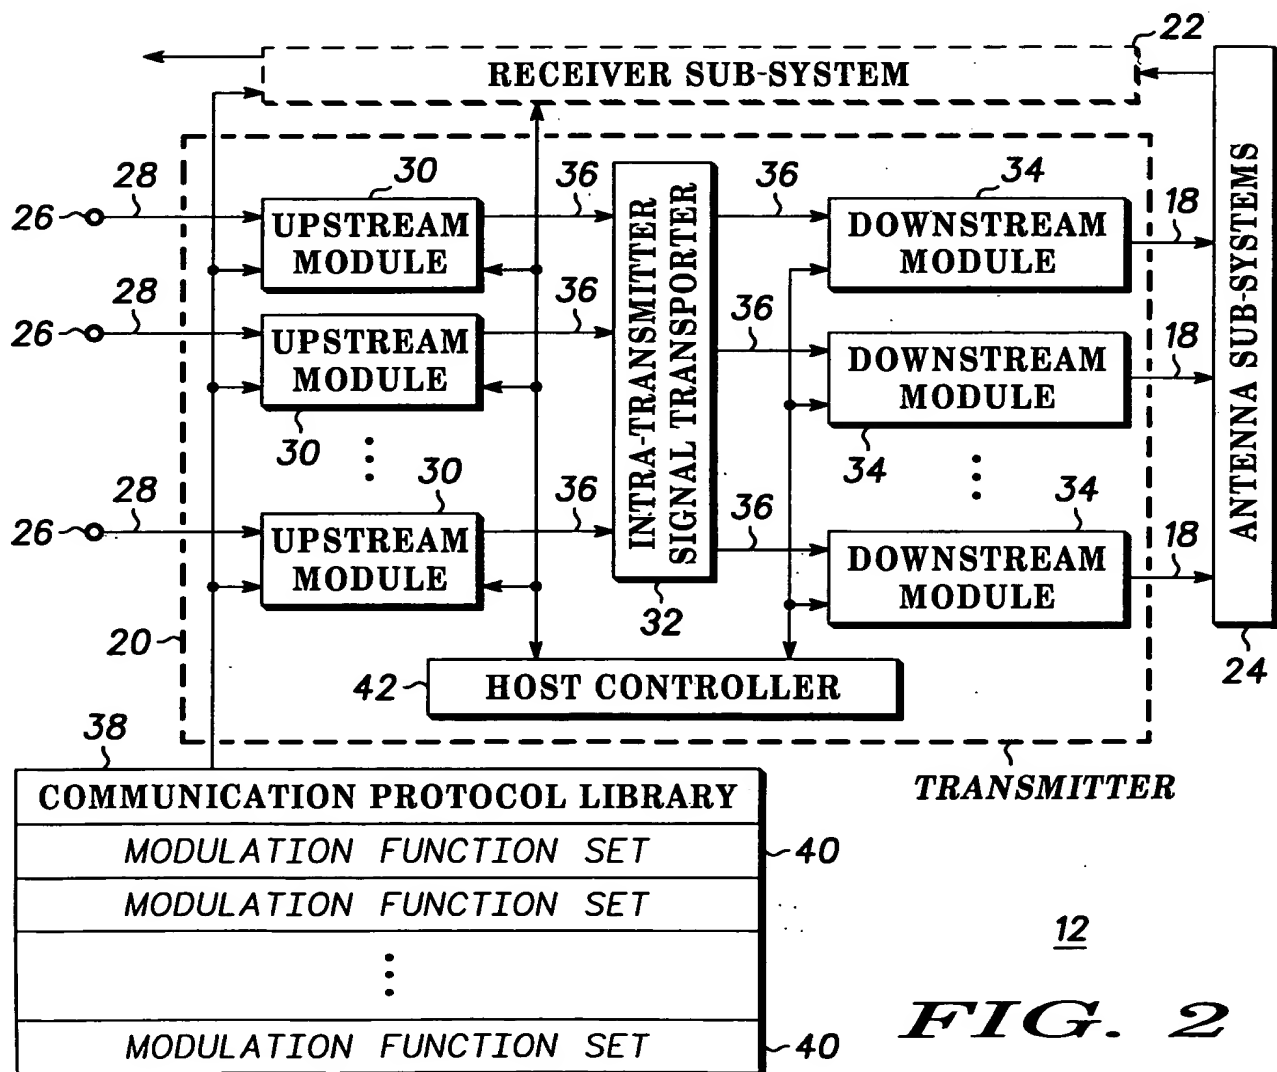 22
RECEIVER SUB-SYSTEM
28
30
36
36
34
18
26
UPSTREAM
MODULE
DOWNSTREAM
MODULE
28
36
36
18
26
UPSTREAM
MODULE
DOWNSTREAM
MODULE
30
34
28
30
36
36
34
18
26
UPSTREAM
MODULE
DOWNSTREAM
MODULE
INTRA-TRANSMITTER
SIGNAL TRANSPORTER
32
ANTENNA SUB-SYSTEMS
24
20
42
HOST CONTROLLER
TRANSMITTER
38
COMMUNICATION PROTOCOL LIBRARY
MODULATION FUNCTION SET
40
MODULATION FUNCTION SET
MODULATION FUNCTION SET
40
12
FIG. 2